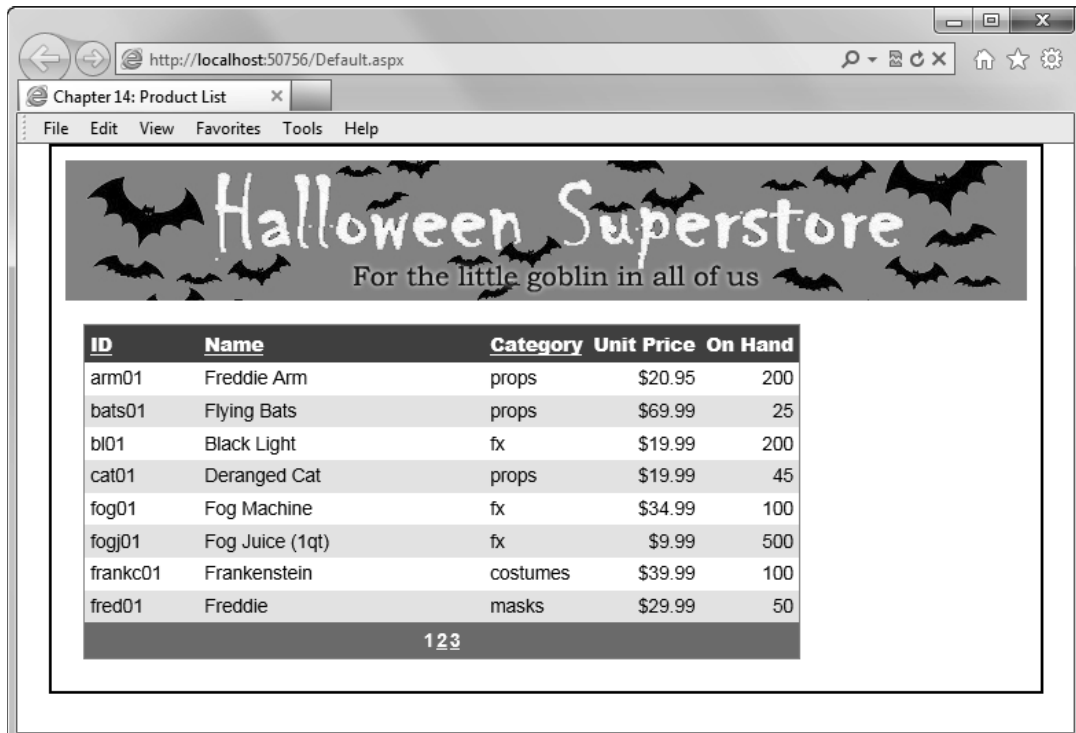 http://localhost:50756/Default.aspx
Chapter 14: Product List
File Edit View Favorites Tools Help
Halloween Superstore
For the little goblin in all of us
ID Name Category Unit Price On Hand
arm01 Freddie Arm props $20.95 200
bats01 Flying Bats props $69.99 25
bl01 Black Light fx $19.99 200
cat01 Deranged Cat props $19.99 45
fog01 Fog Machine fx $34.99 100
fogj01 Fog Juice (1qt) fx $9.99 500
frankc01 Frankenstein costumes $39.99 100
fred01 Freddie masks $29.99 50
1 2 3